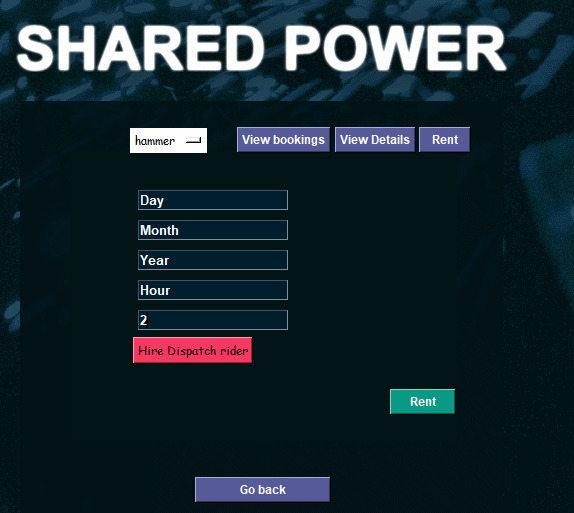 SHARED POWER
hammer View bookings View Details Rent
Day
Month
Year
Hour
2
Hire Dispatch rider
Rent
Go back